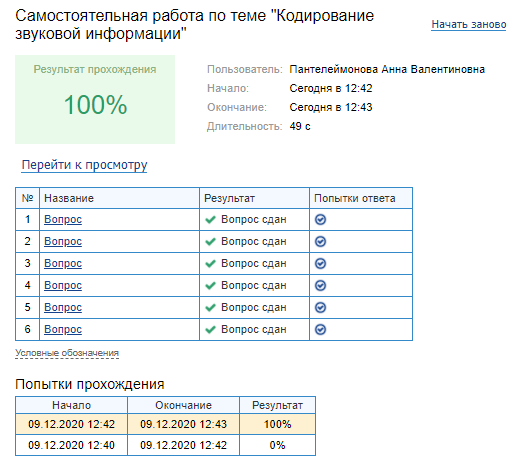 Самостоятельная работа по теме "Кодирование
звуковой информации"
Начать заново
Результат прохождения
100%
Пользователь: Пантелеймонова Анна Валентиновна
Начало: Сегодня в 12:42
Окончание: Сегодня в 12:43
Длительность: 49 с
Перейти к просмотру
№ Название Результат Попытки ответа
1 Вопрос Вопрос сдан
2 Вопрос Вопрос сдан
3 Вопрос Вопрос сдан
4 Вопрос Вопрос сдан
5 Вопрос Вопрос сдан
6 Вопрос Вопрос сдан
Условные обозначения
Попытки прохождения
Начало Окончание Результат
09.12.2020 12:42 09.12.2020 12:43 100%
09.12.2020 12:40 09.12.2020 12:42 0%